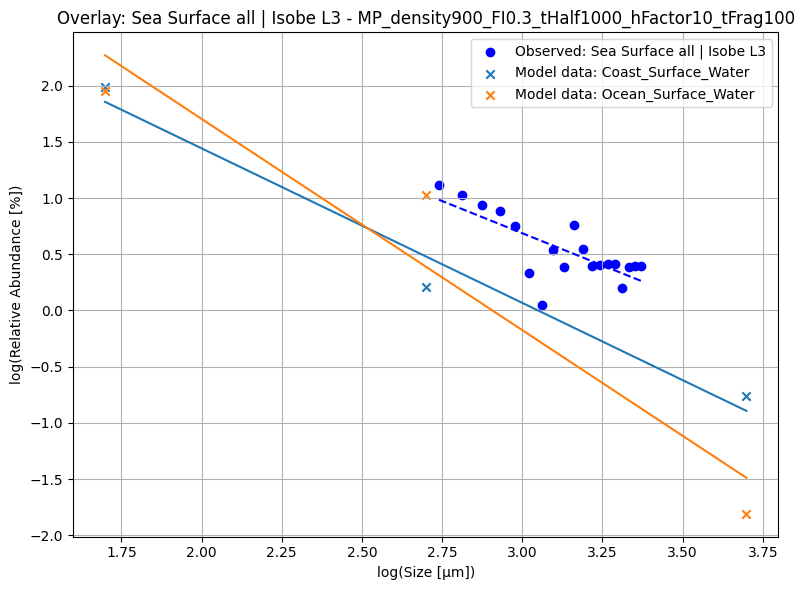 Overlay: Sea Surface all | Isobe L3 - MP_density900_FI0.3_tHalf1000_hFactor10_tFrag100
Observed: Sea Surface all | Isobe L3
Model data: Coast_Surface_Water
Model data: Ocean_Surface_Water
log(Relative Abundance [%])
2.0
1.5
1.0
0.5
0.0
−0.5
−1.0
−1.5
−2.0
1.75 2.00 2.25 2.50 2.75 3.00 3.25 3.50 3.75
log(Size [μm])